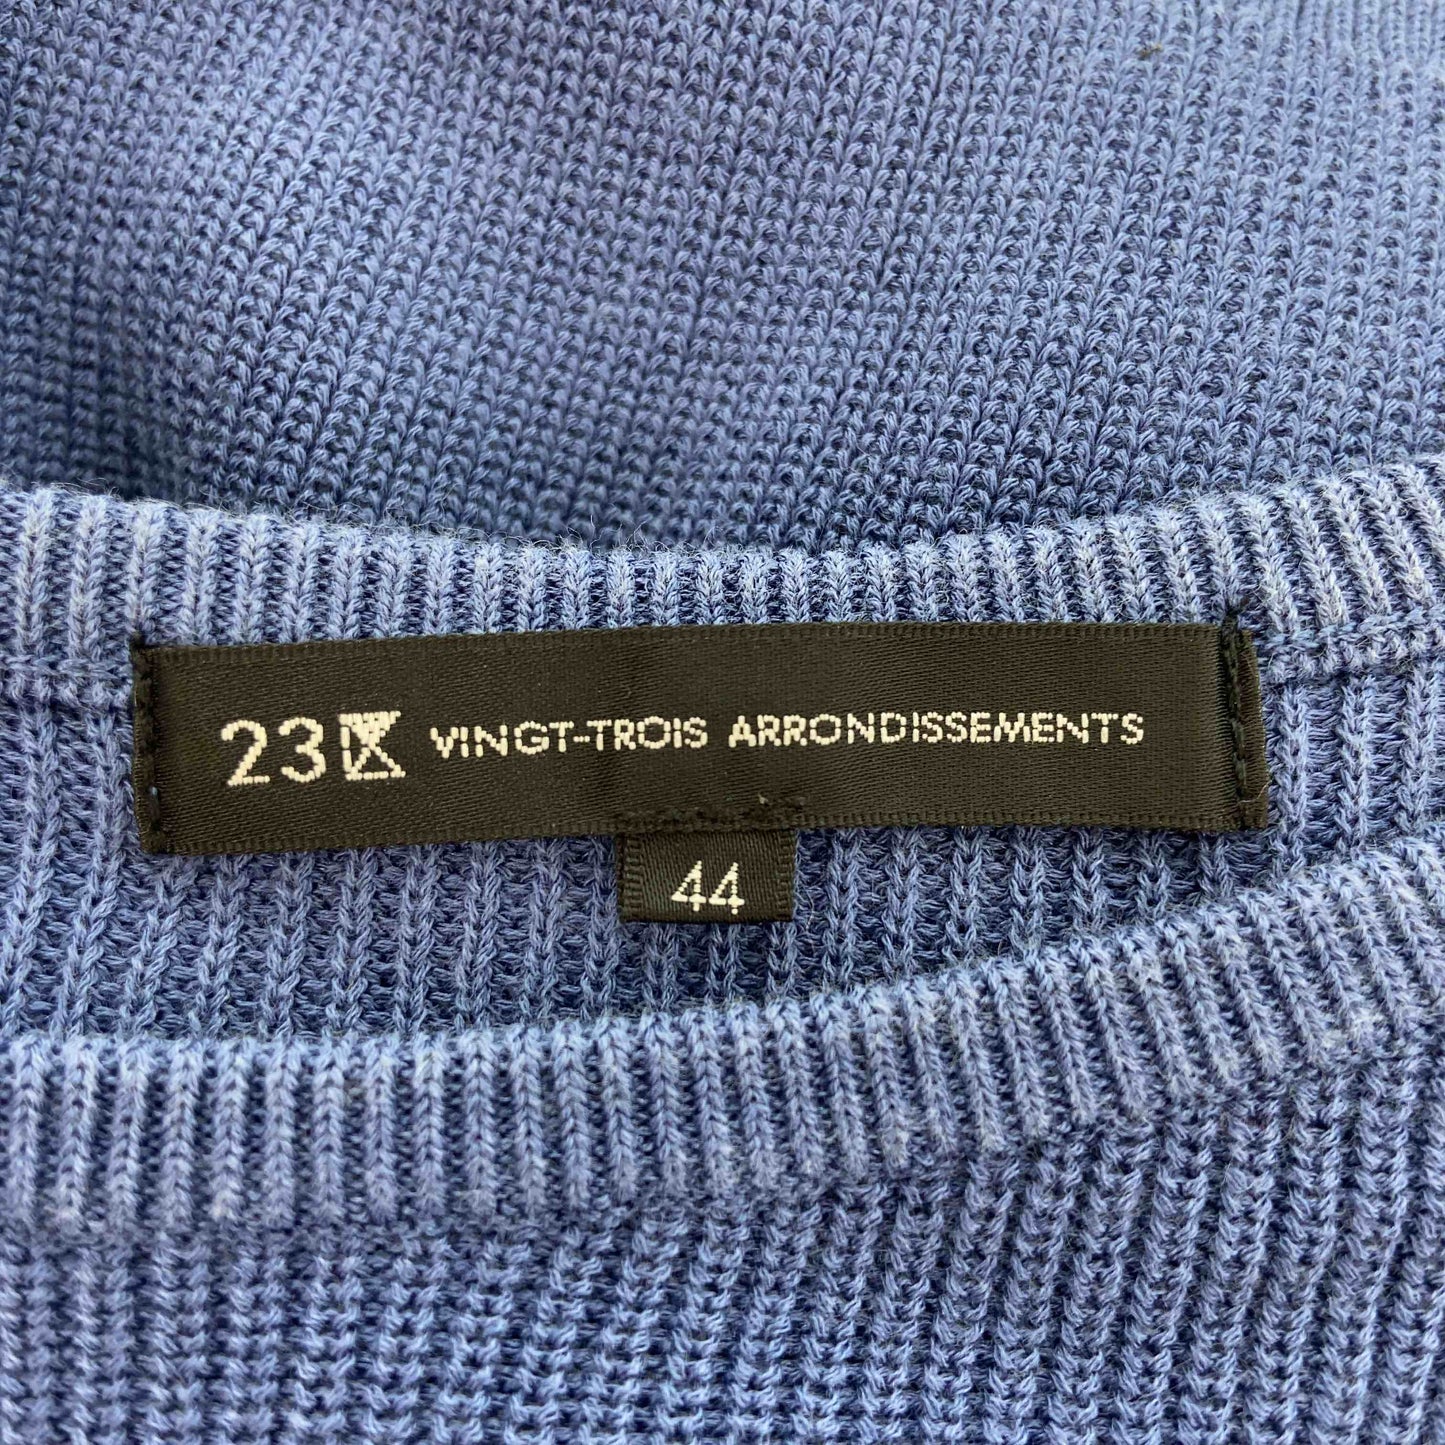 23 VINGT-TROIS ARRONDISSEMENTS
44